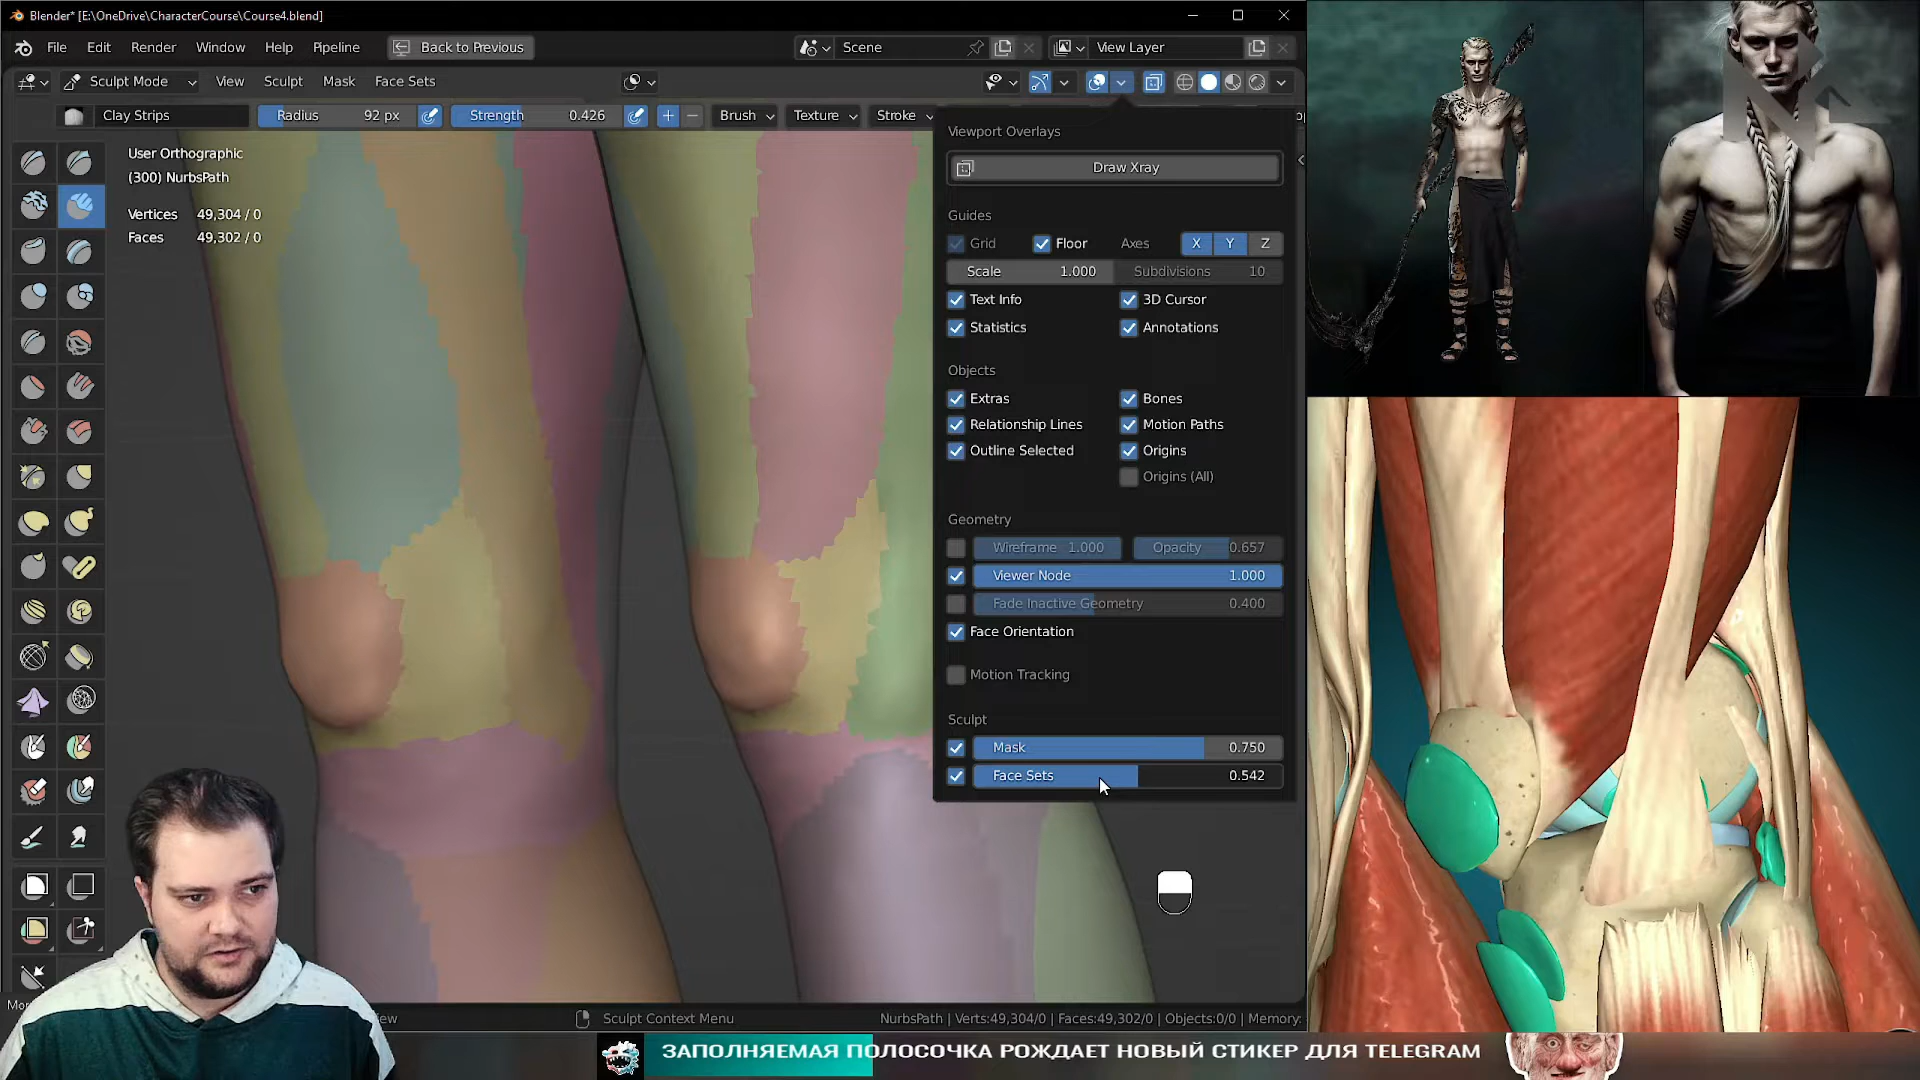 Blender* [E:\OneDrive\CharacterCourse\Course4.blend]
File Edit Render Window Help Pipeline Back to Previous Scene View Layer
Sculpt Mode View Sculpt Mask Face Sets
Clay Strips Radius 92 px Strength 0.426 Brush Texture Stroke
User Orthographic
(300) NurbsPath
Vertices 49,304 / 0
Faces 49,302 / 0
Viewport Overlays
Draw Xray
Guides
Grid Floor Axes X Y Z
Scale 1.000 Subdivisions 10
Text Info 3D Cursor
Statistics Annotations
Objects
Extras Bones
Relationship Lines Motion Paths
Outline Selected Origins
Origins (All)
Geometry
Wireframe 1.000 Opacity 0.657
Viewer Node 1.000
Fade Inactive Geometry 0.400
Face Orientation
Motion Tracking
Sculpt
Mask 0.750
Face Sets 0.542
Sculpt Context Menu NurbsPath | Verts:49,304/0 | Faces:49,302/0 | Objects:0/0 | Memory:
ЗАПОЛНЯЕМАЯ ПОЛОСОЧКА РОЖДАЕТ НОВЫЙ СТИКЕР ДЛЯ TELEGRAM